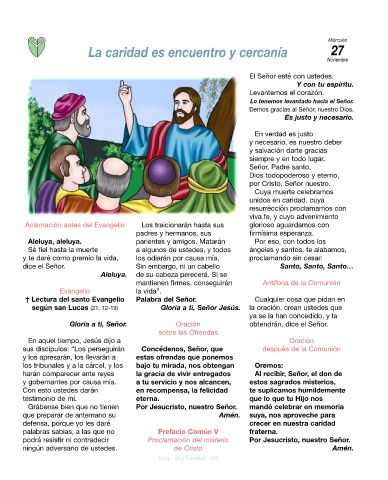 Miércoles
27
Noviembre
La caridad es encuentro y cercanía
Aclamación antes del Evangelio
Aleluya, aleluya.
Sé fiel hasta la muerte
y te daré como premio la vida,
dice el Señor.
Aleluya.
Evangelio
† Lectura del santo Evangelio
según san Lucas (21, 12-19)
Gloria a ti, Señor.
En aquel tiempo, Jesús dijo a
sus discípulos: “Los perseguirán
y los apresarán, los llevarán a
los tribunales y a la cárcel, y los
harán comparecer ante reyes
y gobernantes por causa mía.
Con esto ustedes darán
testimonio de mí.
Grábense bien que no tienen
que preparar de antemano su
defensa, porque yo les daré
palabras sabias, a las que no
podrá resistir ni contradecir
ningún adversario de ustedes.
Los traicionarán hasta sus
padres y hermanos, sus
parientes y amigos. Matarán
a algunos de ustedes, y todos
los odiarán por causa mía.
Sin embargo, ni un cabello
de su cabeza perecerá. Si se
mantienen firmes, conseguirán
la vida”.
Palabra del Señor.
Gloria a ti, Señor Jesús.
Oración
sobre las Ofrendas
Concédenos, Señor, que
estas ofrendas que ponemos
bajo tu mirada, nos obtengan
la gracia de vivir entregados
a tu servicio y nos alcancen,
en recompensa, la felicidad
eterna.
Por Jesucristo, nuestro Señor.
Amén.
Prefacio Común V
Proclamación del misterio
de Cristo
El Señor esté con ustedes.
Y con tu espíritu.
Levantemos el corazón.
Lo tenemos levantado hacia el Señor.
Demos gracias al Señor, nuestro Dios.
Es justo y necesario.
En verdad es justo
y necesario, es nuestro deber
y salvación darte gracias
siempre y en todo lugar,
Señor, Padre santo,
Dios todopoderoso y eterno,
por Cristo, Señor nuestro.
Cuya muerte celebramos
unidos en caridad, cuya
resurrección proclamamos con
viva fe, y cuyo advenimiento
glorioso aguardamos con
firmísima esperanza.
Por eso, con todos los
ángeles y santos, te alabamos,
proclamando sin cesar:
Santo, Santo, Santo…
Antífona de la Comunión
Cualquier cosa que pidan en
la oración, crean ustedes que
ya se la han concedido, y la
obtendrán, dice el Señor.
Oración
después de la Comunión
Oremos:
Al recibir, Señor, el don de
estos sagrados misterios,
te suplicamos humildemente
que lo que tu Hijo nos
mandó celebrar en memoria
suya, nos aproveche para
crecer en nuestra caridad
fraterna.
Por Jesucristo, nuestro Señor.
Amén.